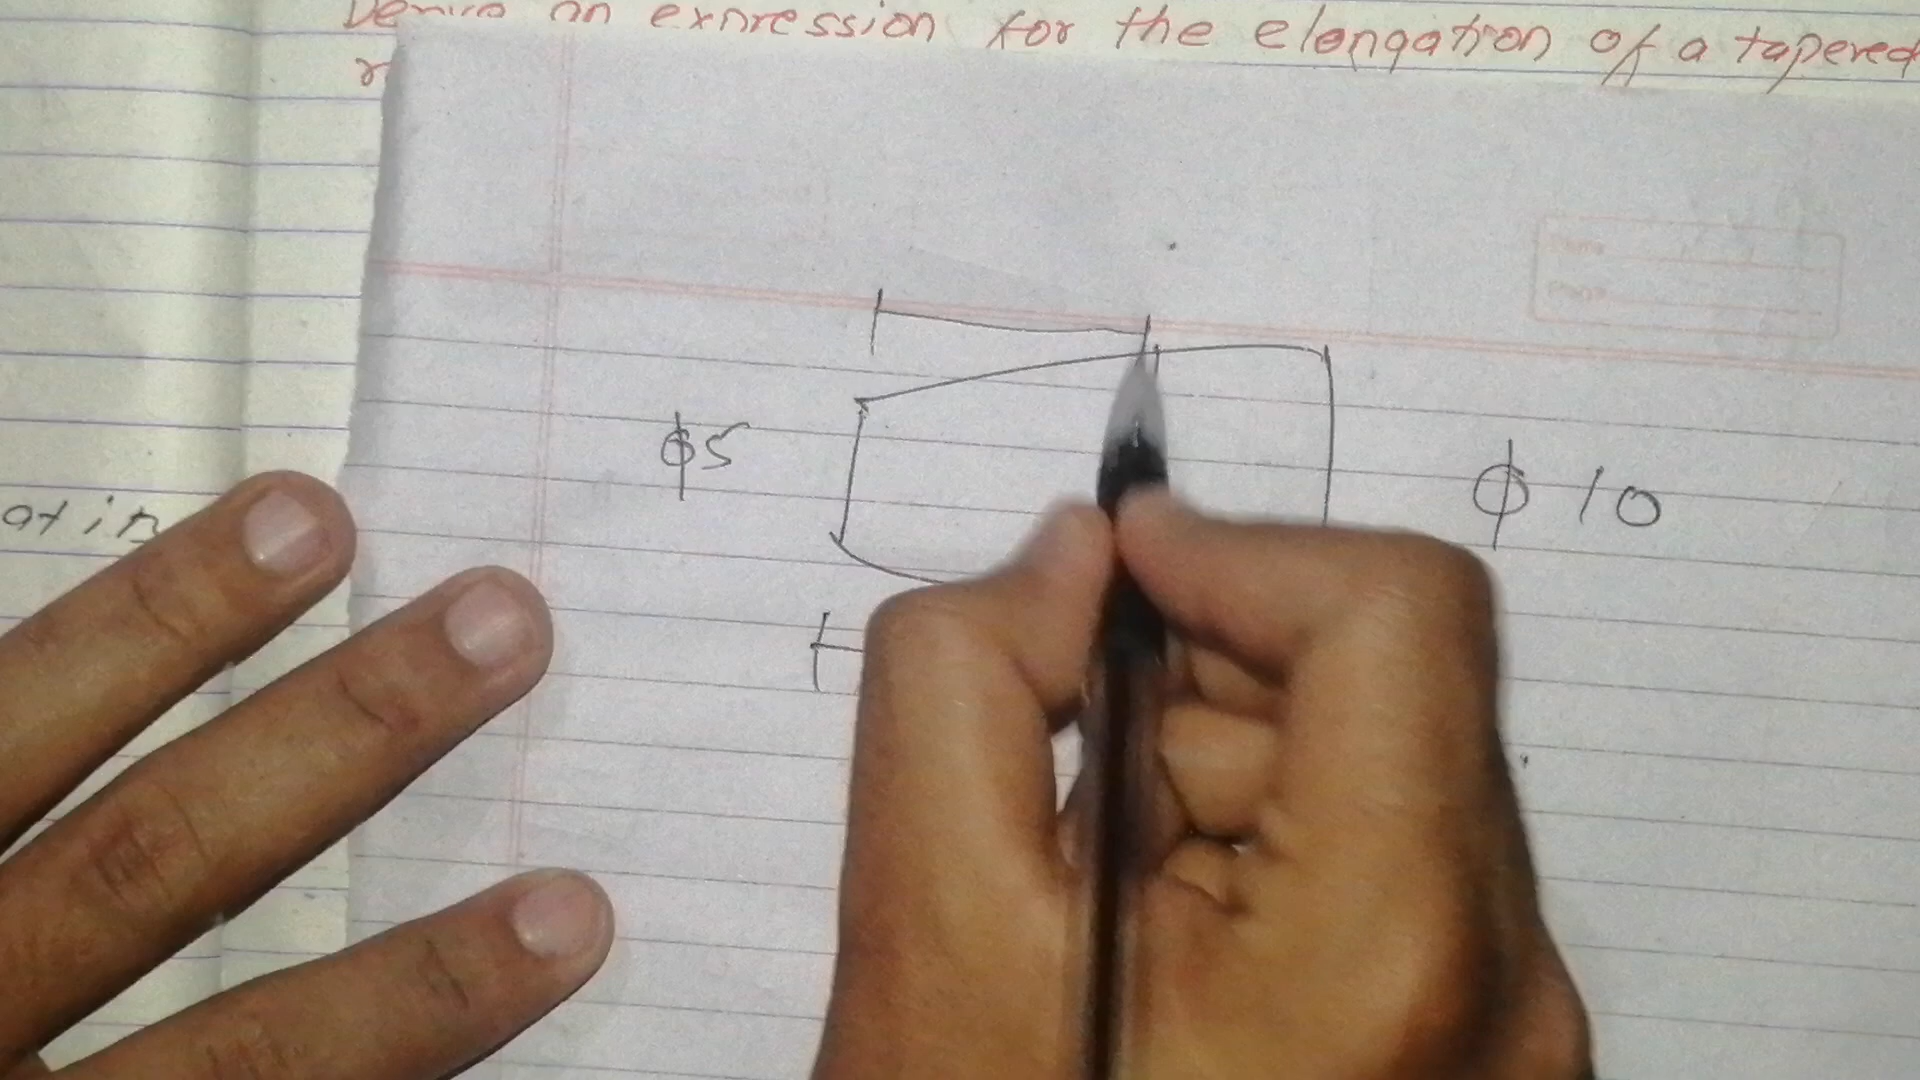 Derive an expression for the elongation of a tapered
r
at in
ϕ5
ϕ 10